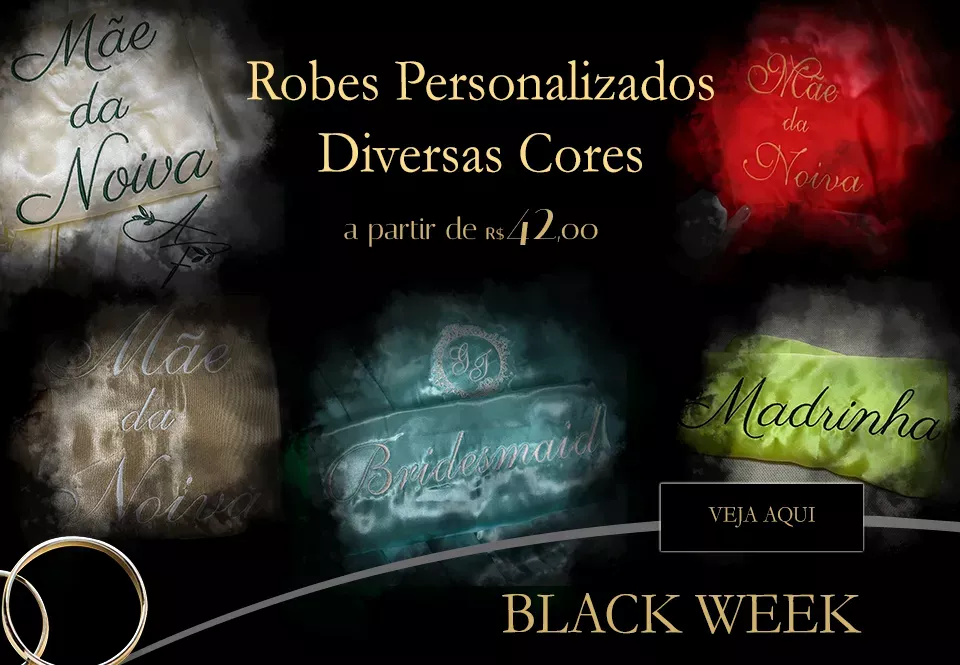 Mãe
da
Noiva
Robes Personalizados
Diversas Cores
a partir de R$ 42,00
Mãe
da
Noiva
Mãe
da
Noiva
GJ
Bridesmaid
Madrinha
VEJA AQUI
BLACK WEEK